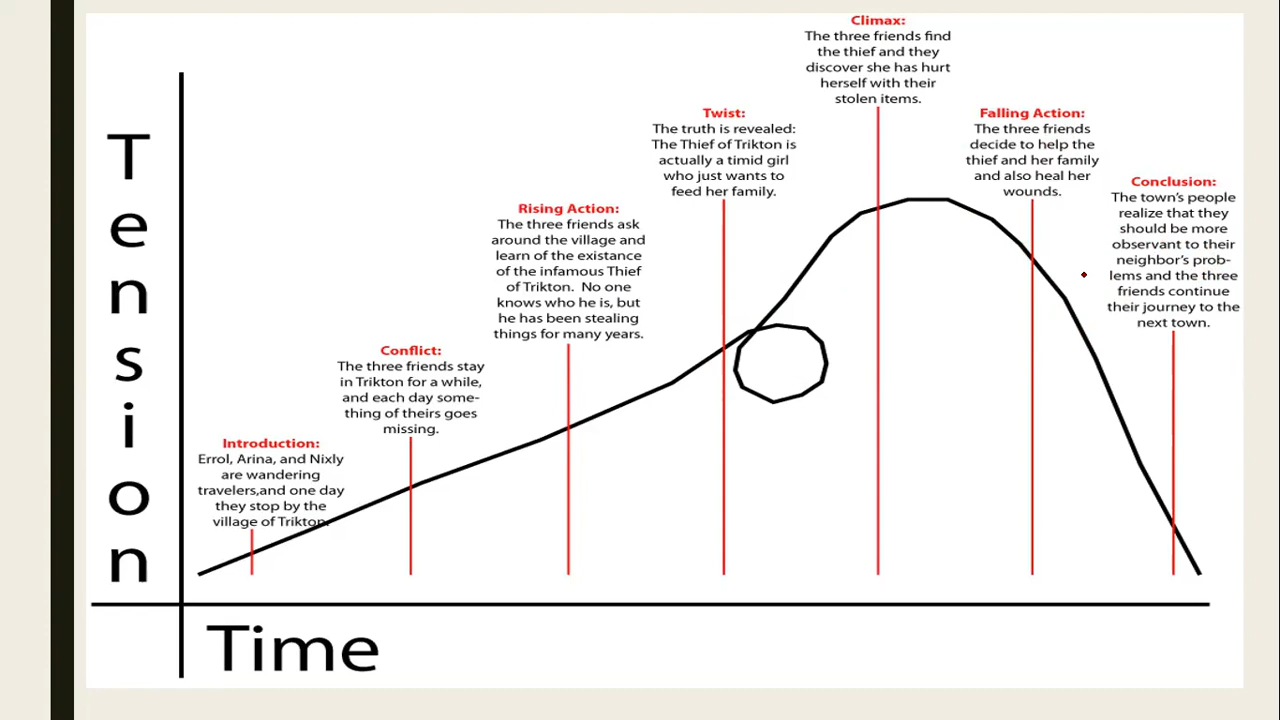 Tension
Time
Introduction:
Errol, Arina, and Nixly
are wandering
travelers,and one day
they stop by the
village of Trikton.
Conflict:
The three friends stay
in Trikton for a while,
and each day some-
thing of theirs goes
missing.
Rising Action:
The three friends ask
around the village and
learn of the existance
of the infamous Thief
of Trikton.  No one
knows who he is, but
he has been stealing
things for many years.
Twist:
The truth is revealed:
The Thief of Trikton is
actually a timid girl
who just wants to
feed her family.
Climax:
The three friends find
the thief and they
discover she has hurt
herself with their
stolen items.
Falling Action:
The three friends
decide to help the
thief and her family
and also heal her
wounds.
Conclusion:
The town's people
realize that they
should be more
observant to their
neighbor's prob-
lems and the three
friends continue
their journey to the
next town.